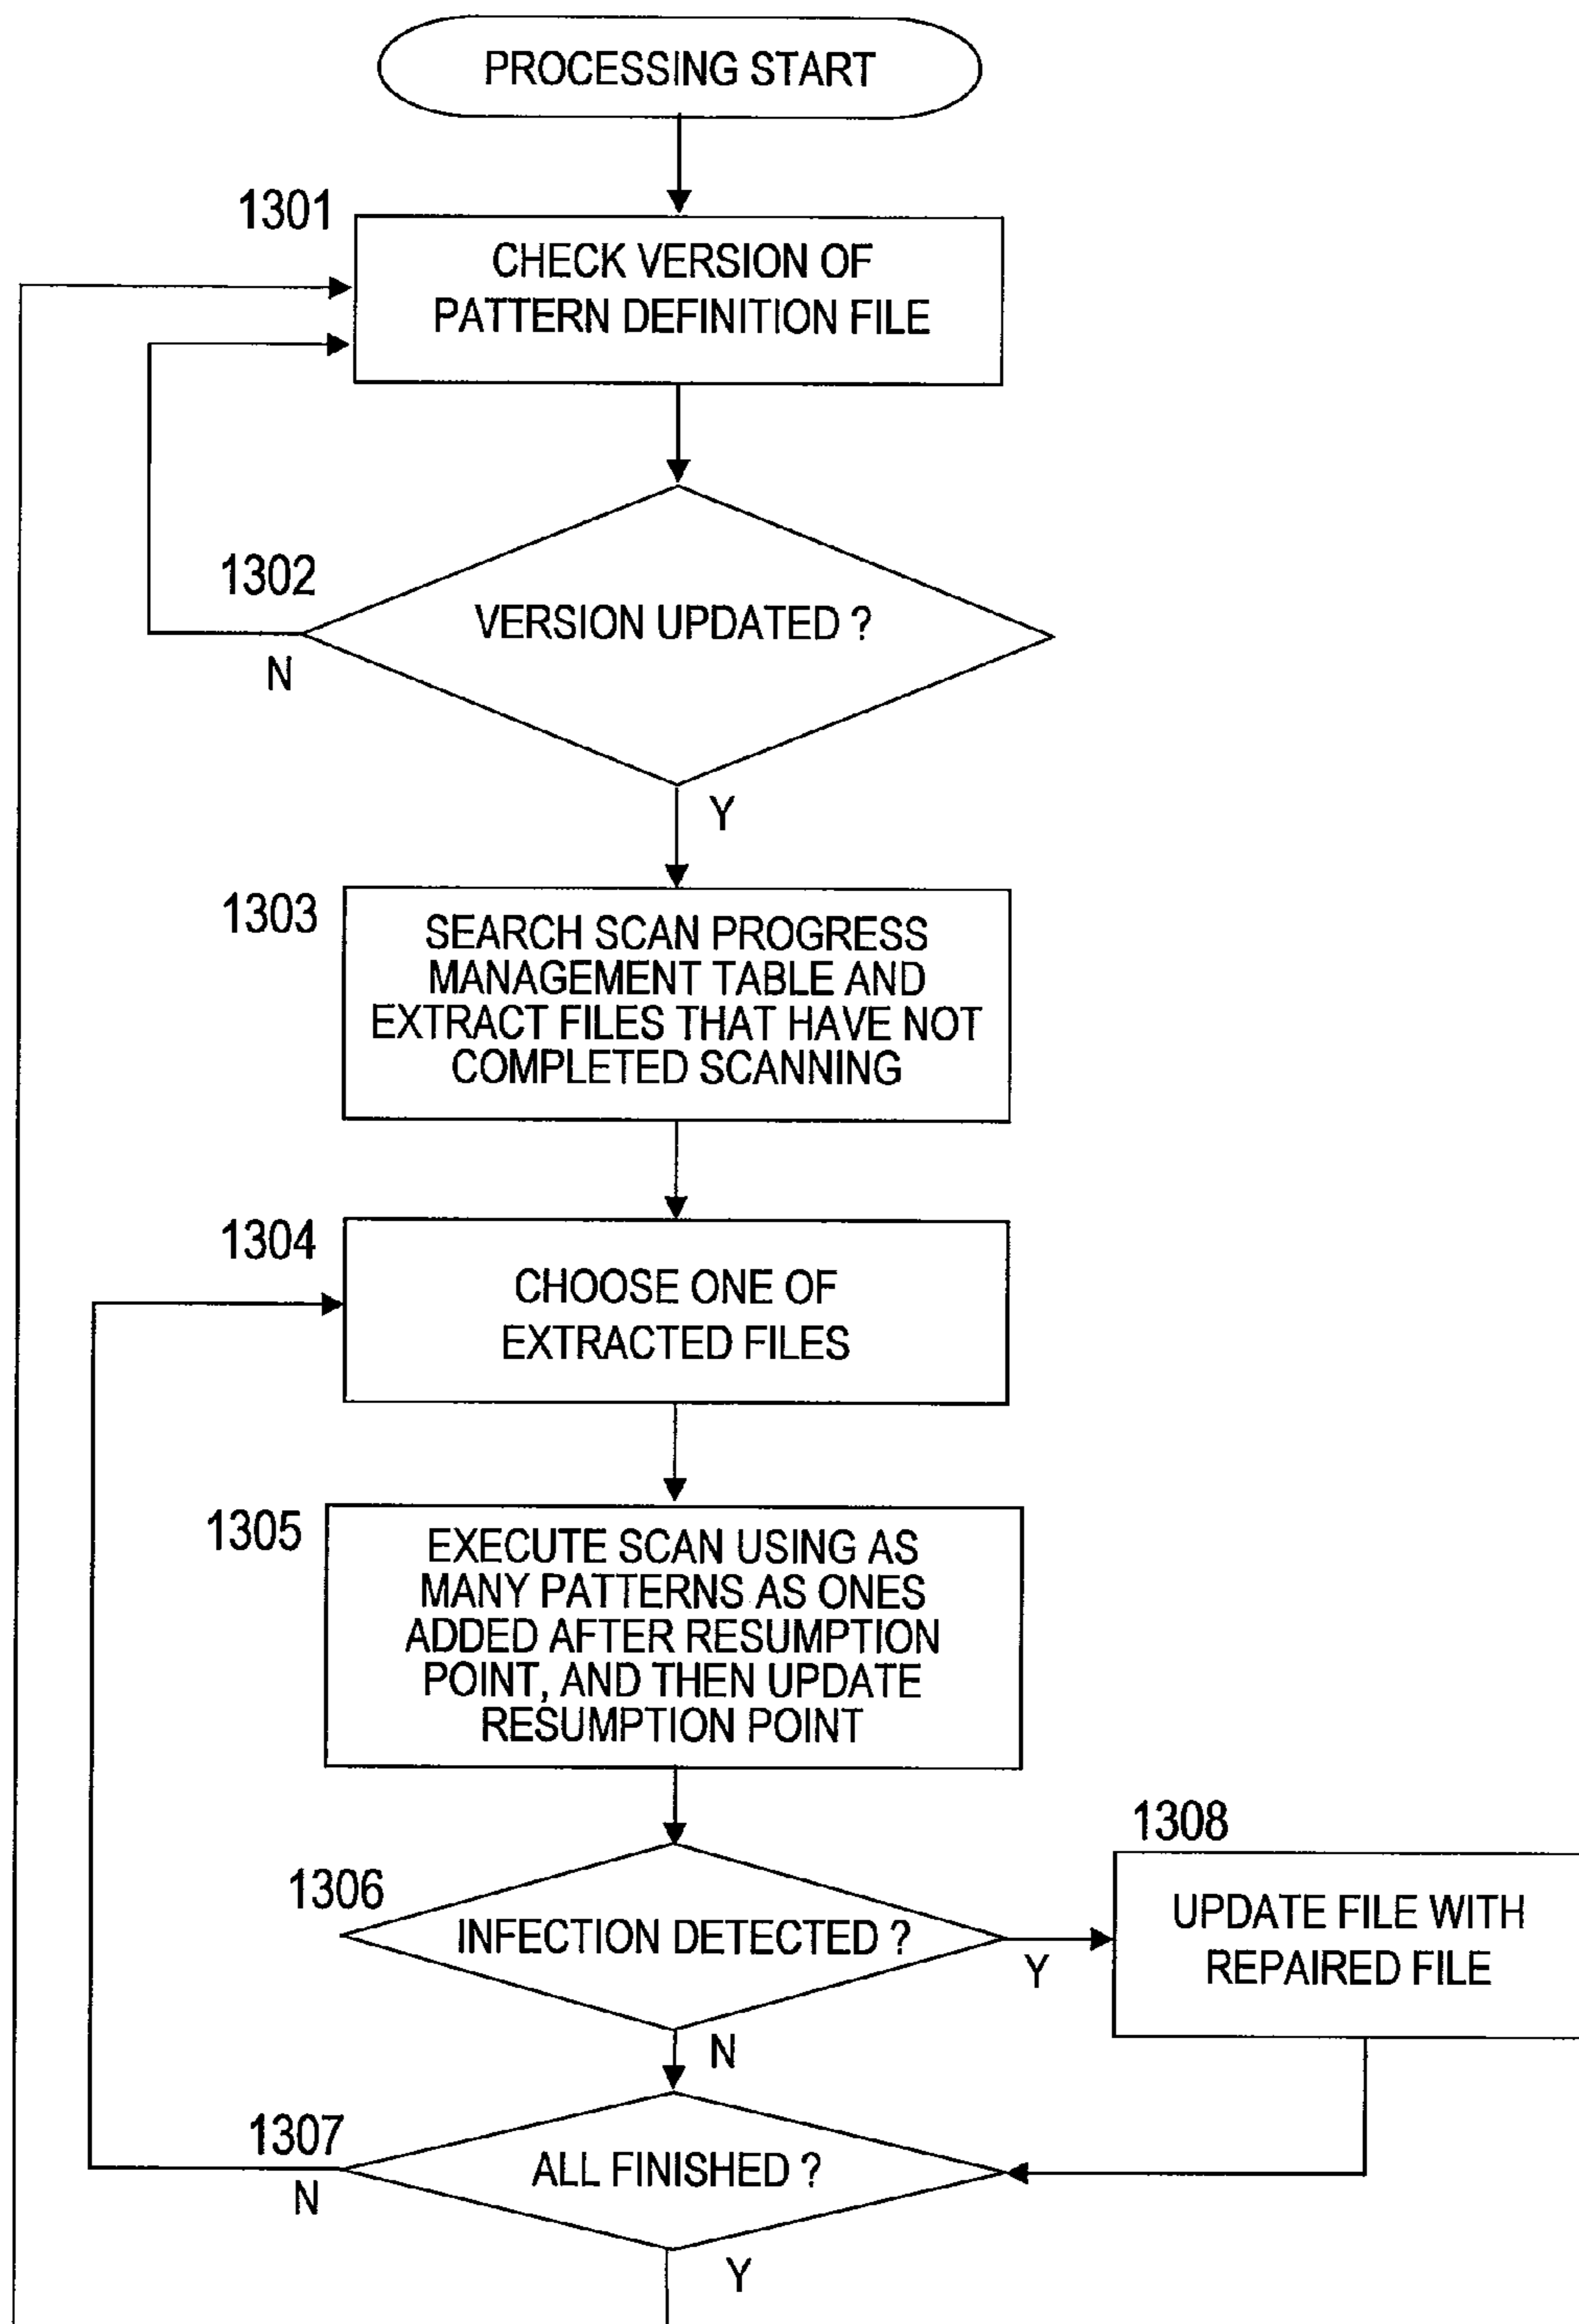 PROCESSING START
1301
CHECK VERSION OF
PATTERN DEFINITION FILE
1302
VERSION UPDATED ?
N
Y
1303
SEARCH SCAN PROGRESS
MANAGEMENT TABLE AND
EXTRACT FILES THAT HAVE NOT
COMPLETED SCANNING
1304
CHOOSE ONE OF
EXTRACTED FILES
1305
EXECUTE SCAN USING AS
MANY PATTERNS AS ONES
ADDED AFTER RESUMPTION
POINT, AND THEN UPDATE
RESUMPTION POINT
1306
INFECTION DETECTED ?
Y
N
1308
UPDATE FILE WITH
REPAIRED FILE
1307
ALL FINISHED ?
N
Y